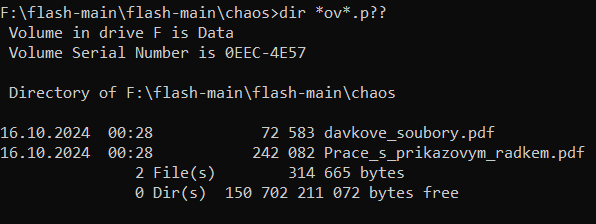 F:\flash-main\flash-main\chaos>dir *ov*.p??
Volume in drive F is Data
Volume Serial Number is 0EEC-4E57
Directory of F:\flash-main\flash-main\chaos
16.10.2024  00:28            72 583 davkove_soubory.pdf
16.10.2024  00:28           242 082 Prace_s_prikazovym_radkem.pdf
2 File(s)        314 665 bytes
0 Dir(s)  150 702 211 072 bytes free